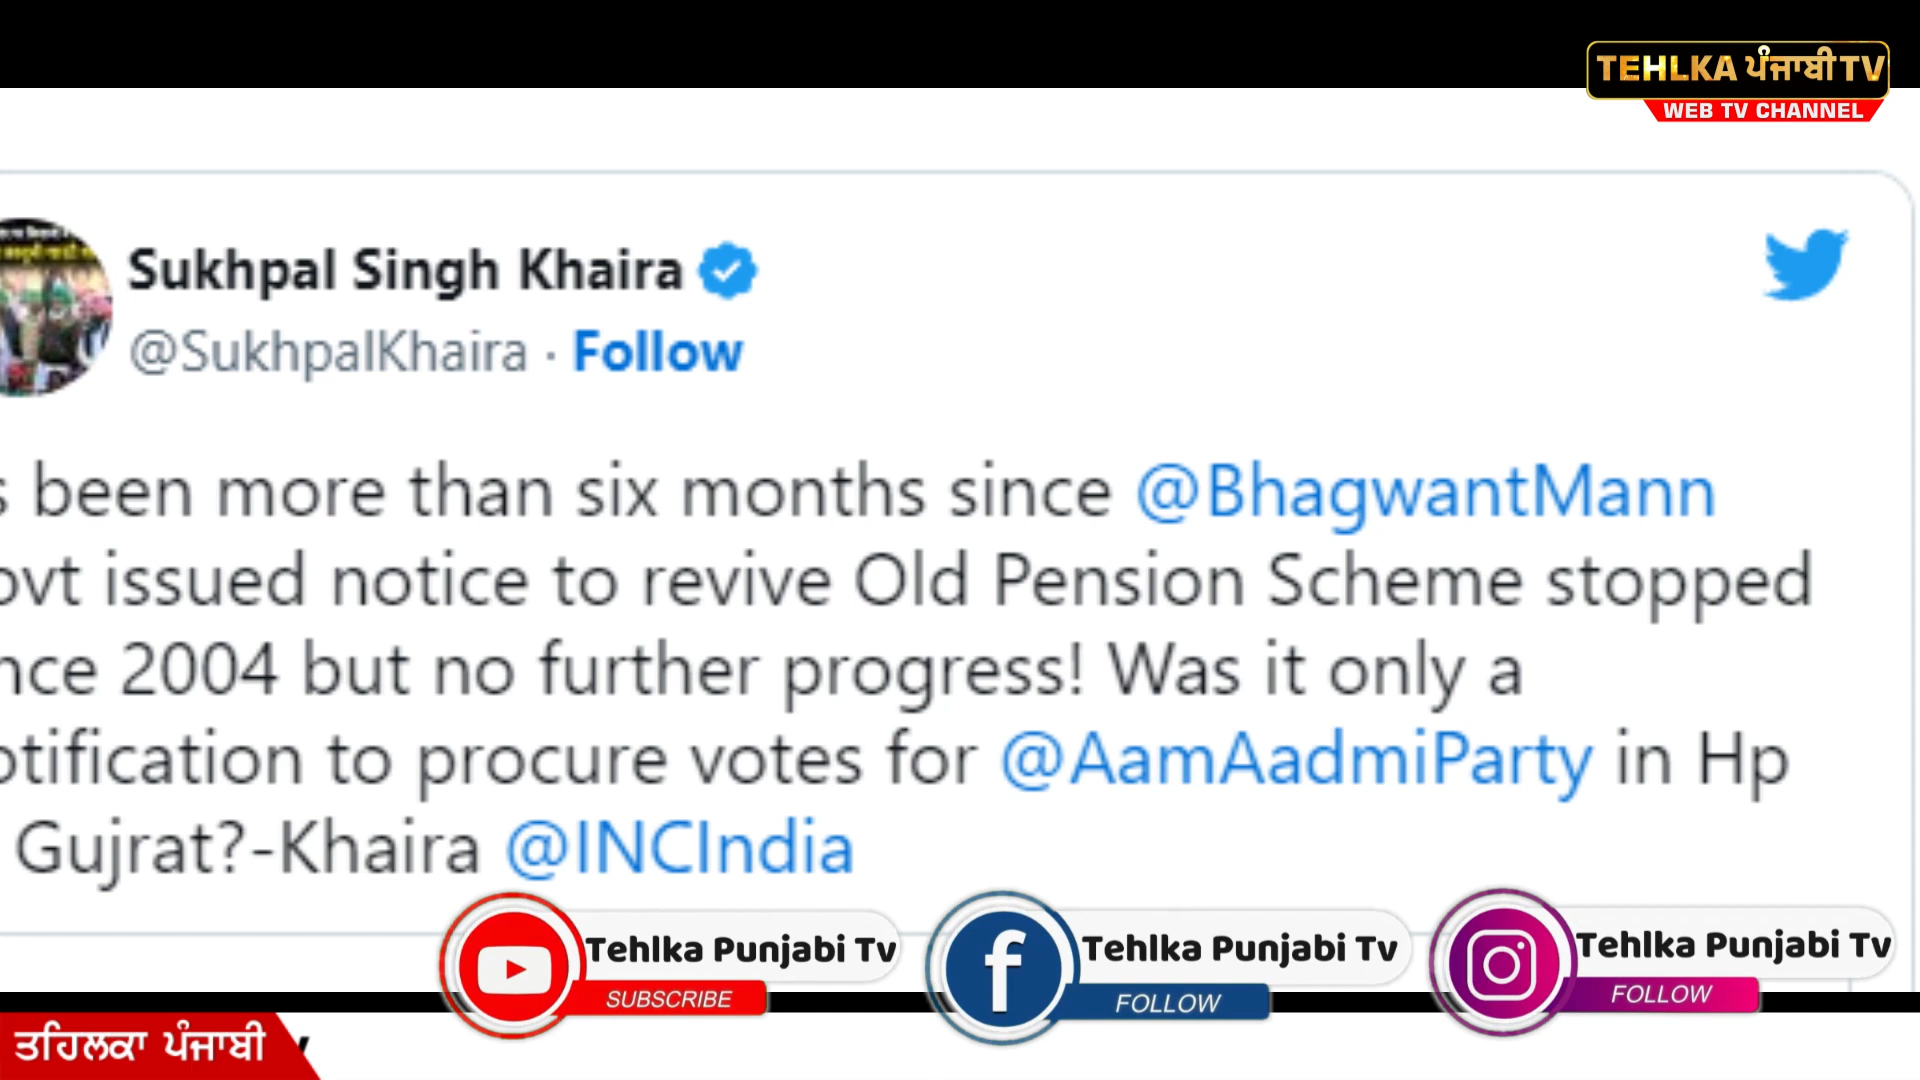 TEHLKA ਪੰਜਾਬੀ TV
WEB TV CHANNEL
Sukhpal Singh Khaira
@SukhpalKhaira · Follow
s been more than six months since @BhagwantMann
ovt issued notice to revive Old Pension Scheme stopped
nce 2004 but no further progress! Was it only a
otification to procure votes for @AamAadmiParty in Hp
Gujrat?-Khaira @INCIndia
Tehlka Punjabi Tv
SUBSCRIBE
Tehlka Punjabi Tv
FOLLOW
Tehlka Punjabi Tv
FOLLOW
ਤਹਿਲਕਾ ਪੰਜਾਬੀ